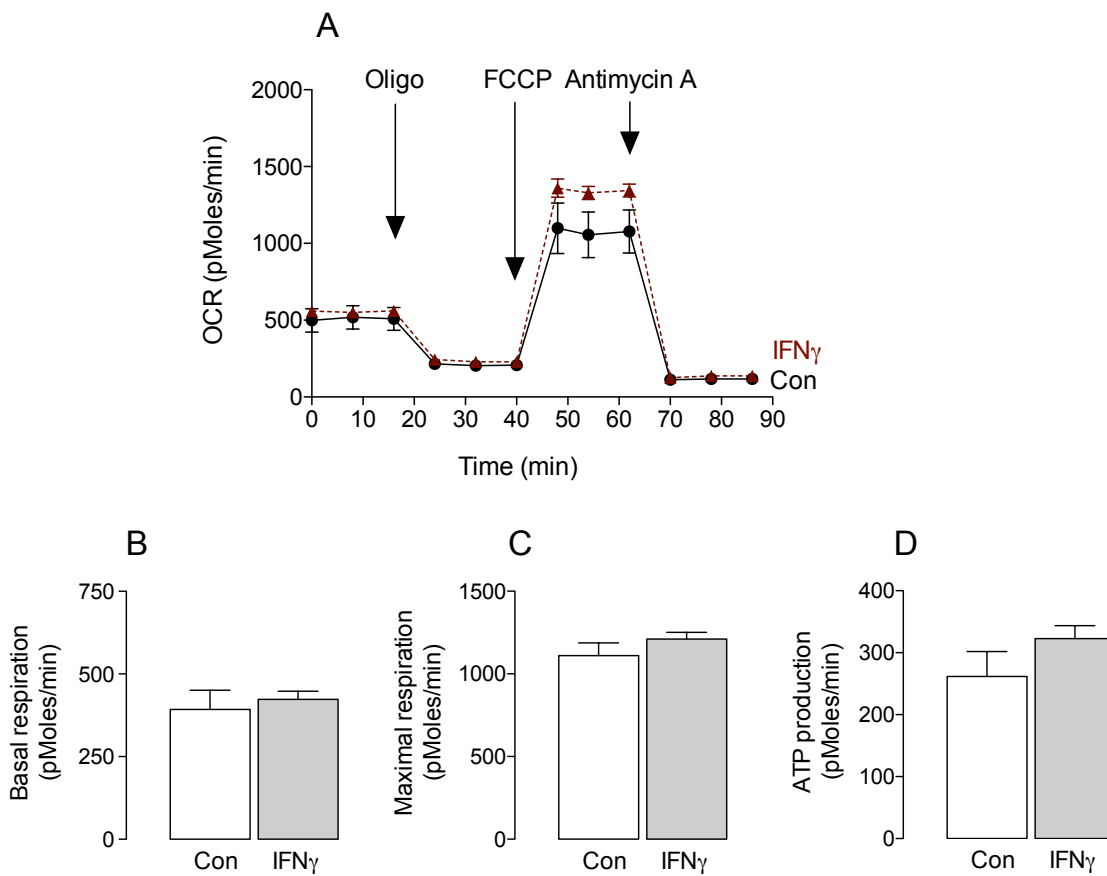 A
Oligo
FCCP
Antimycin A
OCR (pMoles/min)
2000
1500
1000
500
0
0 10 20 30 40 50 60 70 80 90
Time (min)
IFNγ
Con
B
Basal respiration
(pMoles/min)
750
500
250
0
Con
IFNγ
C
Maximal respiration
(pMoles/min)
1500
1000
500
0
Con
IFNγ
D
ATP production
(pMoles/min)
400
300
200
100
0
Con
IFNγ